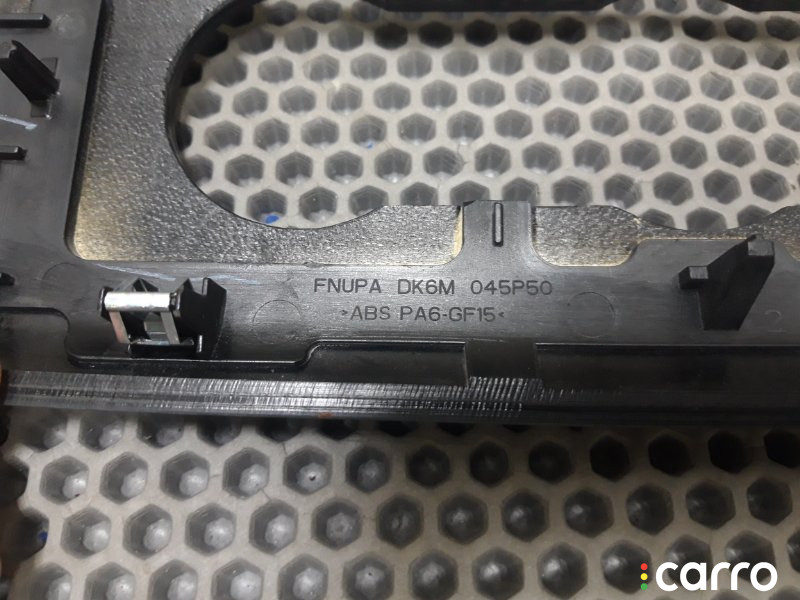 FNUPA DK6M 045P50
>ABS PA6-GF15<
carro